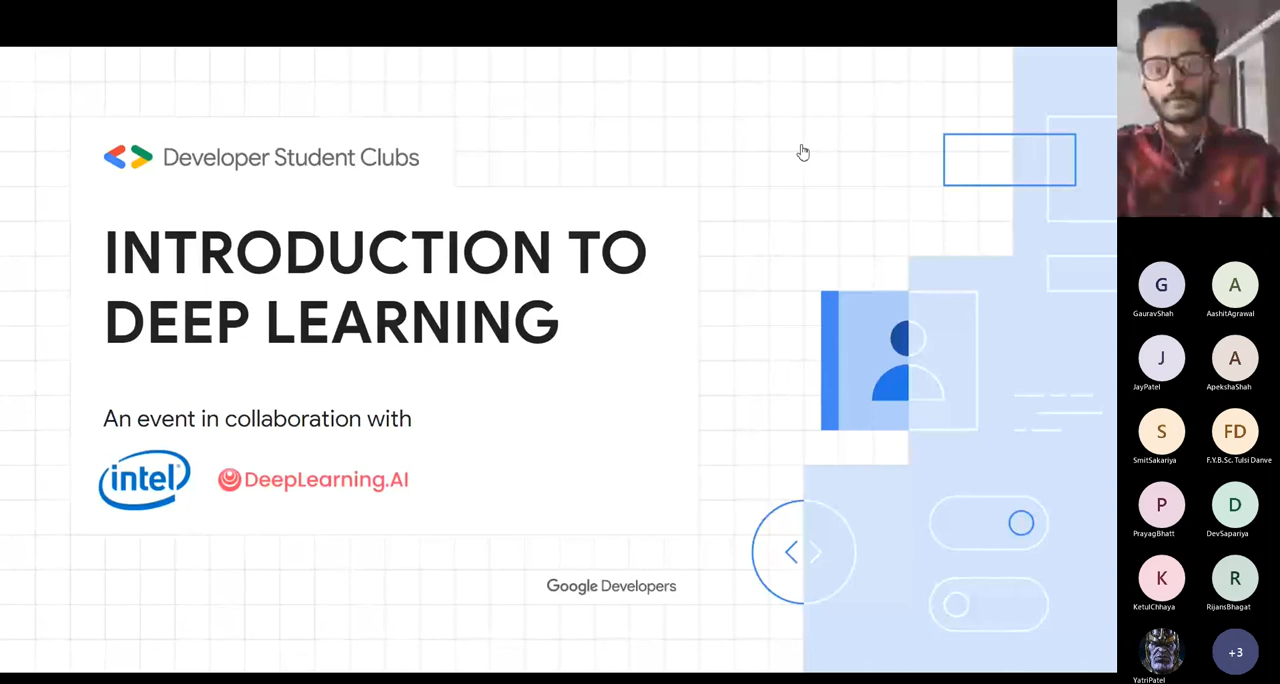 Developer Student Clubs
INTRODUCTION TO
DEEP LEARNING
An event in collaboration with
intel
DeepLearning.AI
Google Developers
G
GauravShah
A
AashitAgrawal
J
JayPatel
A
ApekshaShah
S
SmitSakariya
FD
F.Y.B.Sc. Tulsi Danve
P
PrayagBhatt
D
DevSapariya
K
KetulChhaya
R
RijansBhagat
YatriPatel
+3